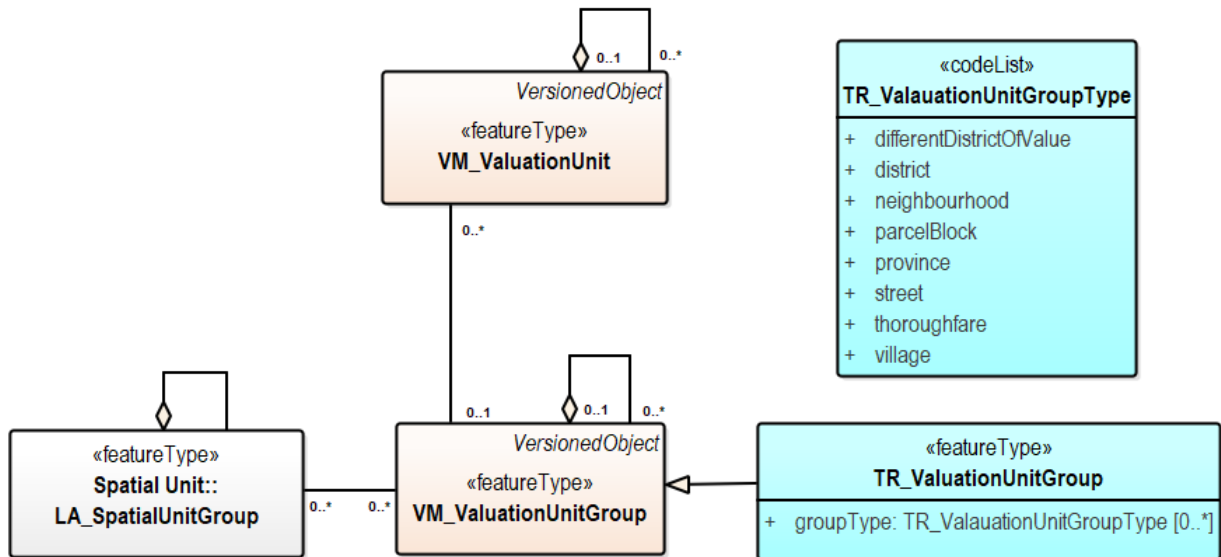 0..1
0..*
VersionedObject
«featureType»
VM_ValuationUnit
0..*
«codeList»
TR_ValauationUnitGroupType
+ differentDistrictOfValue
+ district
+ neighbourhood
+ parcelBlock
+ province
+ street
+ thoroughfare
+ village
0..1
0..1
0..*
«featureType»
Spatial Unit::
LA_SpatialUnitGroup
0..*
0..*
VersionedObject
«featureType»
VM_ValuationUnitGroup
«featureType»
TR_ValuationUnitGroup
+ groupType: TR_ValauationUnitGroupType [0..*]